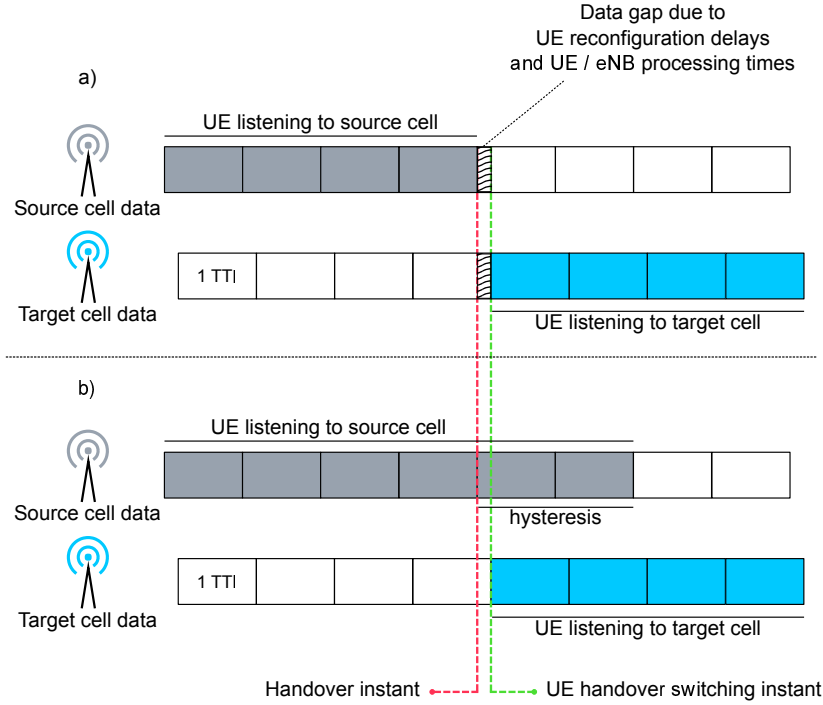 Data gap due to
UE reconfiguration delays
and UE / eNB processing times
a)
UE listening to source cell
Source cell data
1 TTI
Target cell data
UE listening to target cell
b)
UE listening to source cell
Source cell data
hysteresis
1 TTI
Target cell data
UE listening to target cell
Handover instant
UE handover switching instant